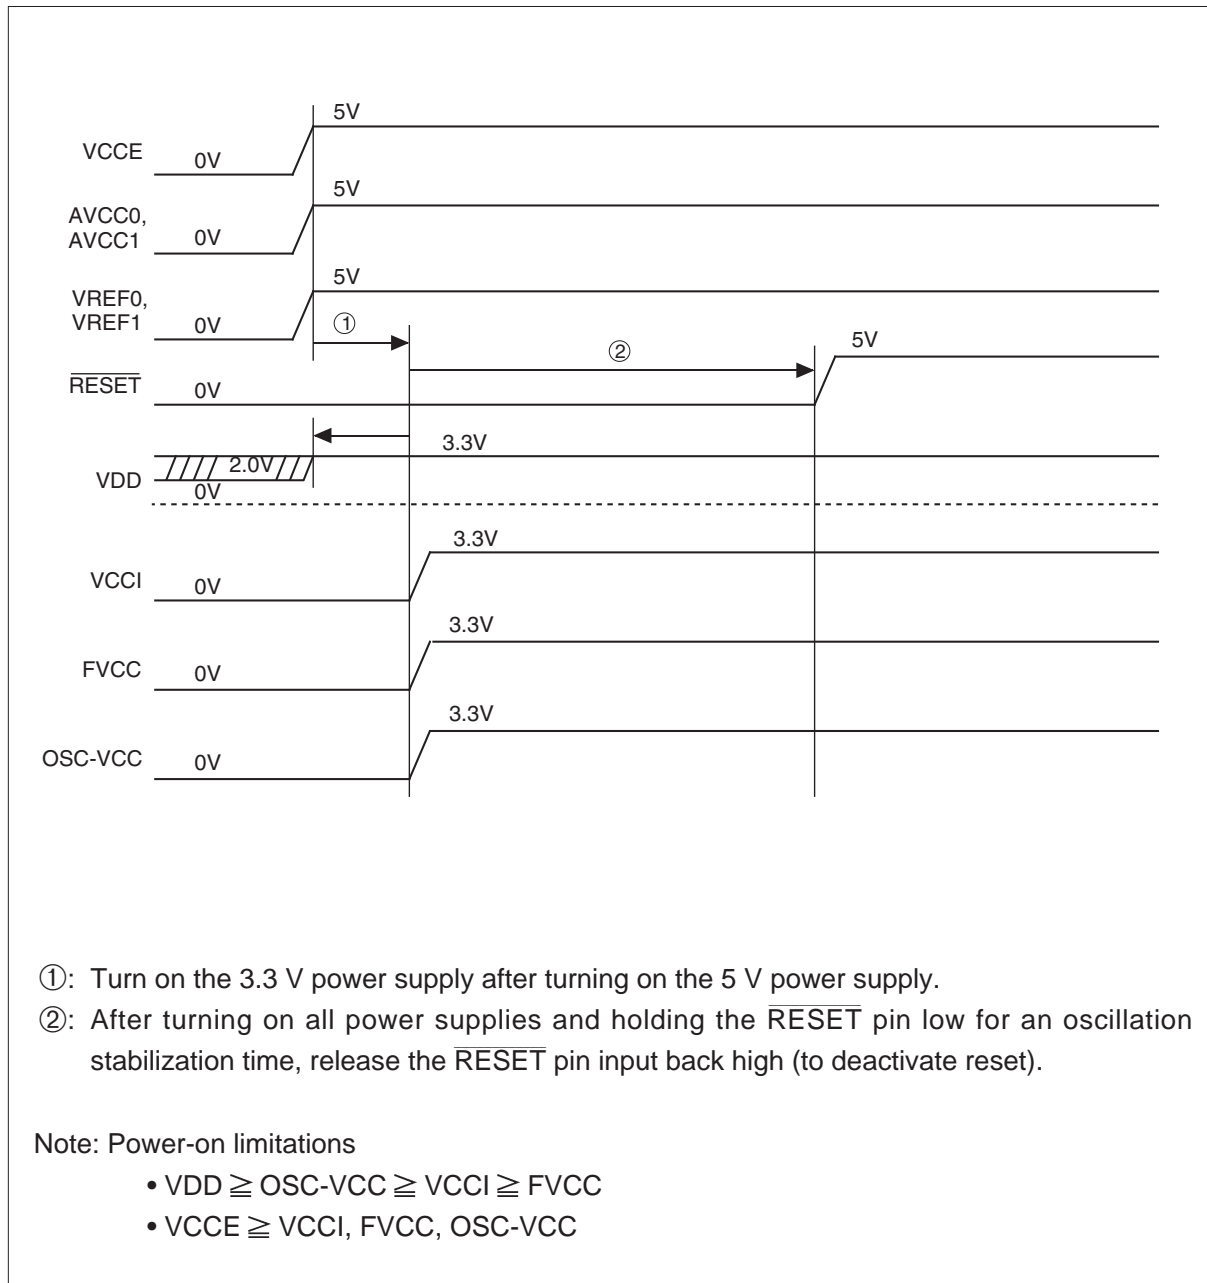 5V
VCCE
0V
5V
AVCC0,
AVCC1
0V
5V
VREF0,
VREF1
0V
①
②
5V
RESET
0V
3.3V
VDD
2.0V
0V
3.3V
VCCI
0V
3.3V
FVCC
0V
3.3V
OSC-VCC
0V
①: Turn on the 3.3 V power supply after turning on the 5 V power supply.
②: After turning on all power supplies and holding the RESET pin low for an oscillation
stabilization time, release the RESET pin input back high (to deactivate reset).
Note: Power-on limitations
• VDD ≧ OSC-VCC ≧ VCCI ≧ FVCC
• VCCE ≧ VCCI, FVCC, OSC-VCC